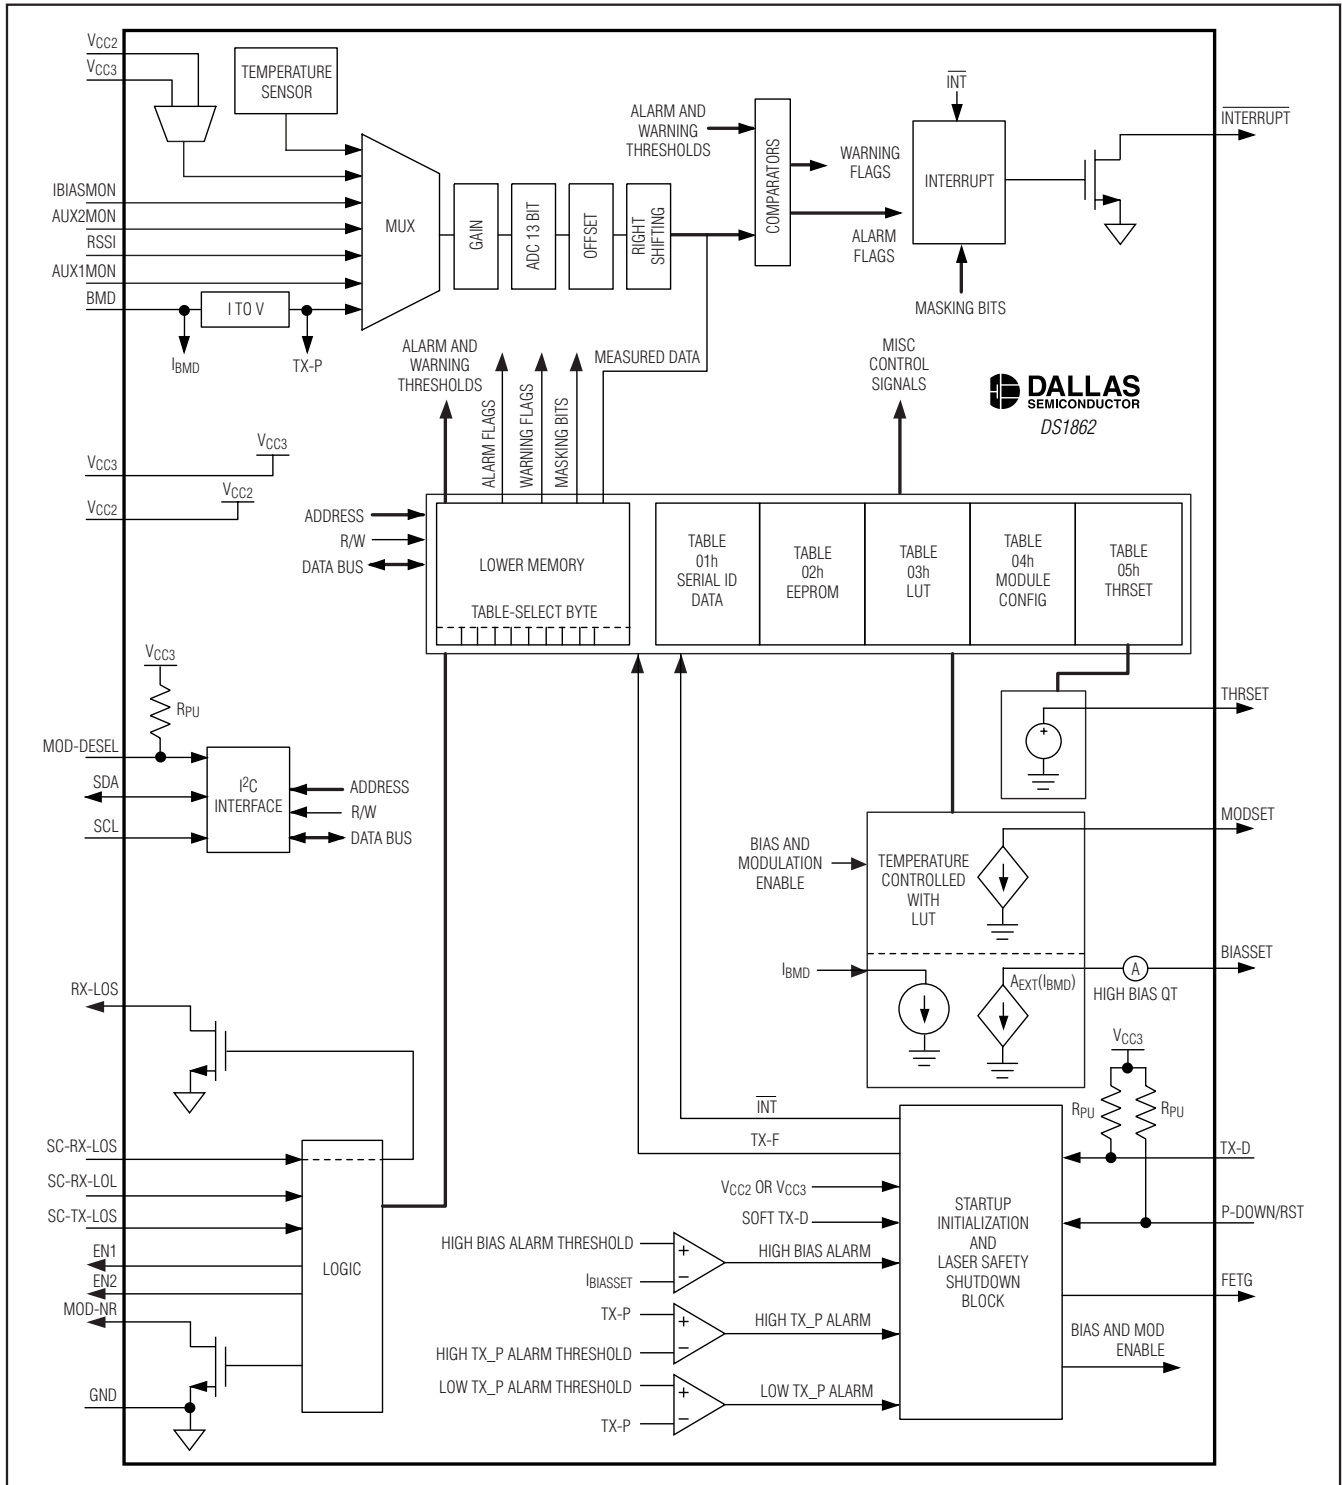 VCC2
VCC3
TEMPERATURE
SENSOR
IBIASMON
AUX2MON
RSSI
AUX1MON
BMD
I TO V
IBMD
TX-P
MUX
GAIN
ADC 13 BIT
OFFSET
RIGHT
SHIFTING
ALARM AND
WARNING
THRESHOLDS
COMPARATORS
WARNING
FLAGS
ALARM
FLAGS
INT
INTERRUPT
MASKING BITS
INTERRUPT
ALARM AND
WARNING
THRESHOLDS
ALARM FLAGS
WARNING FLAGS
MASKING BITS
MEASURED DATA
MISC
CONTROL
SIGNALS
DALLAS
SEMICONDUCTOR
DS1862
VCC3
VCC3
VCC2
VCC2
ADDRESS
R/W
DATA BUS
LOWER MEMORY
TABLE-SELECT BYTE
TABLE
01h
SERIAL ID
DATA
TABLE
02h
EEPROM
TABLE
03h
LUT
TABLE
04h
MODULE
CONFIG
TABLE
05h
THRSET
VCC3
RPU
MOD-DESEL
SDA
SCL
I2C
INTERFACE
ADDRESS
R/W
DATA BUS
+
THRSET
MODSET
BIAS AND
MODULATION
ENABLE
TEMPERATURE
CONTROLLED
WITH
LUT
IBMD
AEXT(IBMD)
A
HIGH BIAS QT
BIASSET
RX-LOS
VCC3
RPU
RPU
INT
TX-F
TX-D
P-DOWN/RST
FETG
BIAS AND MOD
ENABLE
SC-RX-LOS
SC-RX-LOL
SC-TX-LOS
EN1
EN2
MOD-NR
GND
LOGIC
VCC2 OR VCC3
SOFT TX-D
HIGH BIAS ALARM THRESHOLD
IBIASSET
+
−
HIGH BIAS ALARM
TX-P
HIGH TX_P ALARM THRESHOLD
+
−
HIGH TX_P ALARM
LOW TX_P ALARM THRESHOLD
TX-P
+
−
LOW TX_P ALARM
STARTUP
INITIALIZATION
AND
LASER SAFETY
SHUTDOWN
BLOCK